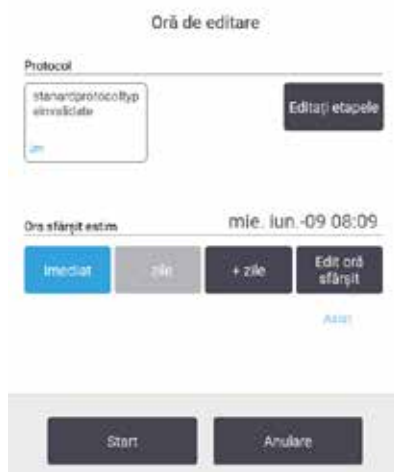 Oră de editare
Protocol
stanardprotocoltyp
einvalidate
Editați etapele
Ora sfârșit estim
mie. iun.-09 08:09
Imediat
zile
+ zile
Edit oră
sfârșit
Start
Anulare